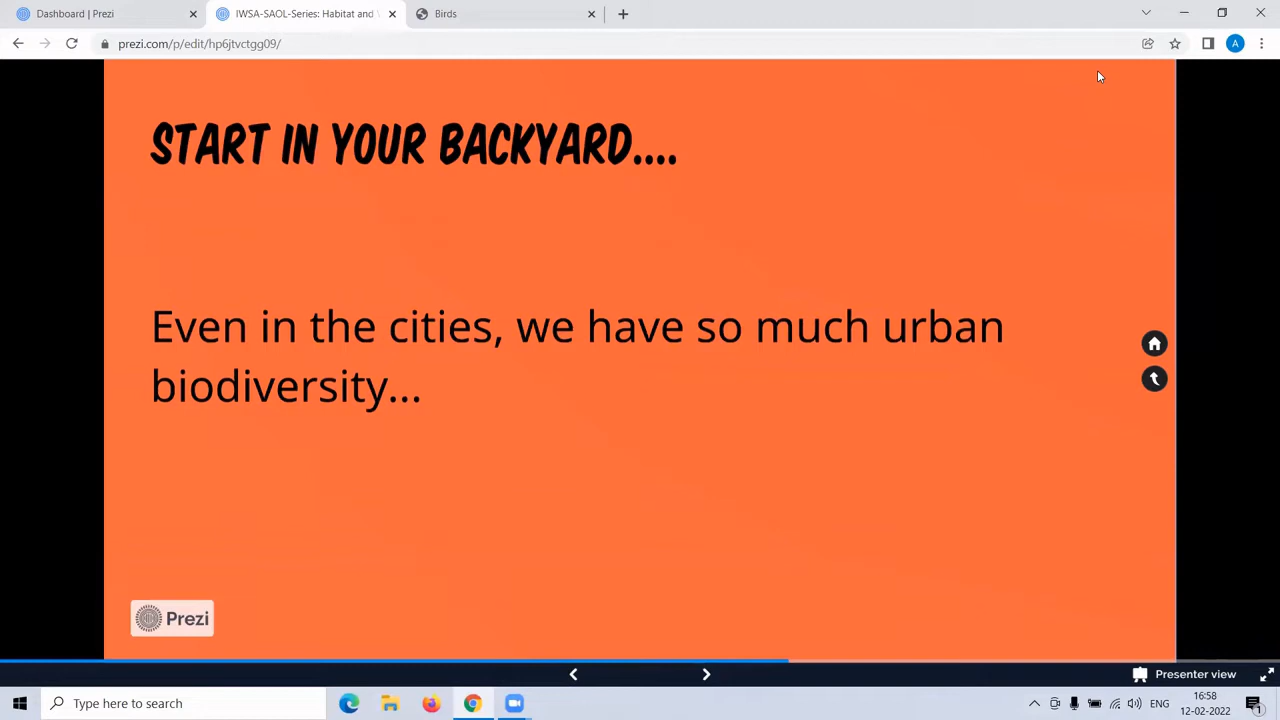 Dashboard | Prezi
IWSA-SAOL-Series: Habitat and
Birds
prezi.com/p/edit/hp6jtvctgg09/
A
START IN YOUR BACKYARD....
Even in the cities, we have so much urban
biodiversity...
Prezi
Presenter view
Type here to search
ENG
16:58
12-02-2022
1